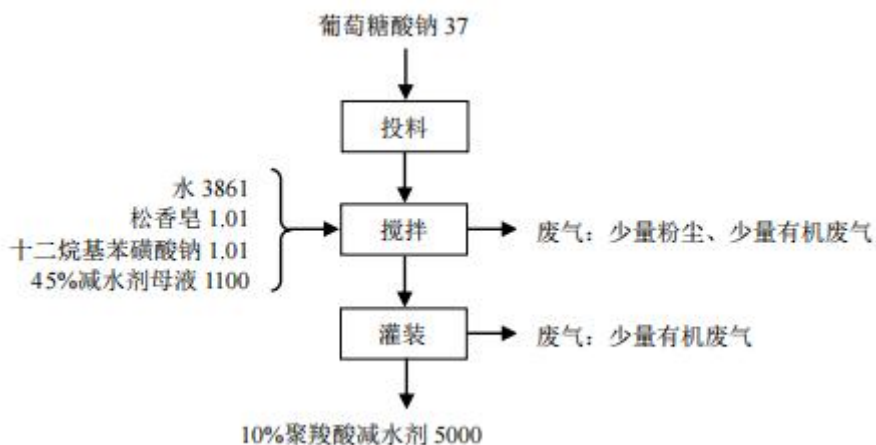 葡萄糖酸钠 37
投料
水 3861
松香皂 1.01
十二烷基苯磺酸钠 1.01
45%减水剂母液 1100
搅拌
废气：少量粉尘、少量有机废气
灌装
废气：少量有机废气
10%聚羧酸减水剂 5000